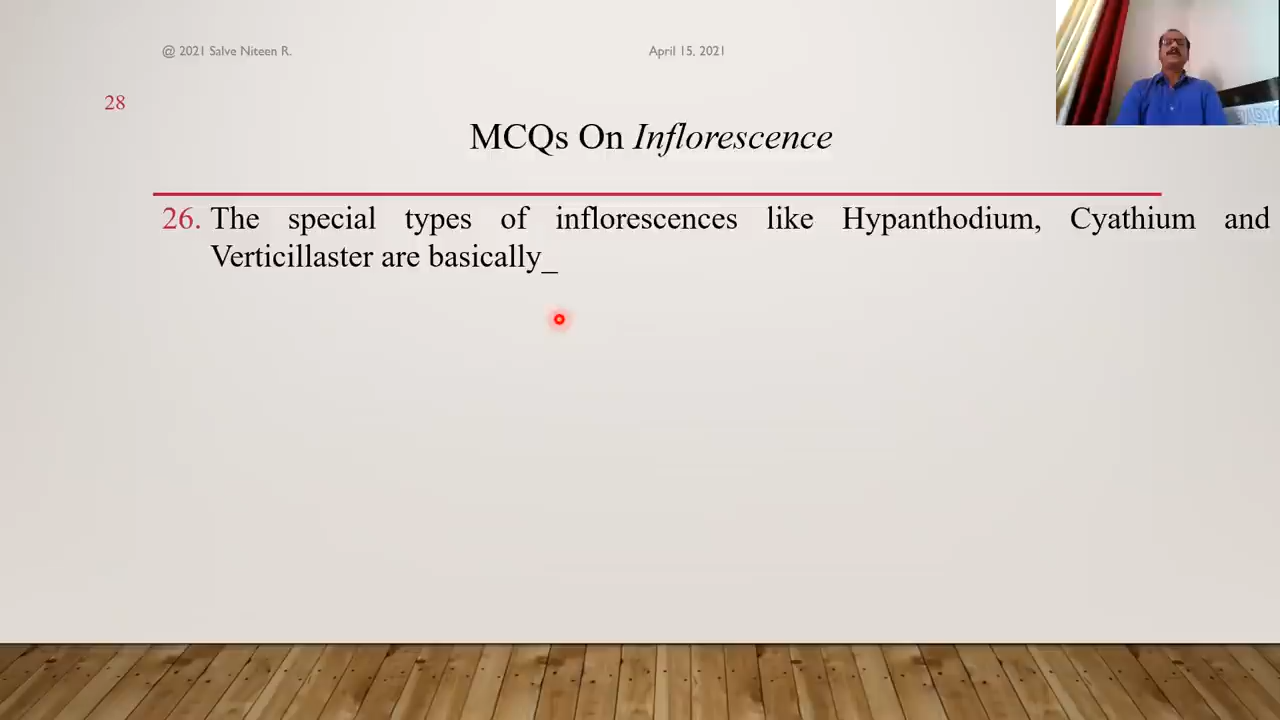 @ 2021 Salve Niteen R.
April 15, 2021
28
MCQs On Inflorescence
26. The special types of inflorescences like Hypanthodium, Cyathium and
Verticillaster are basically_